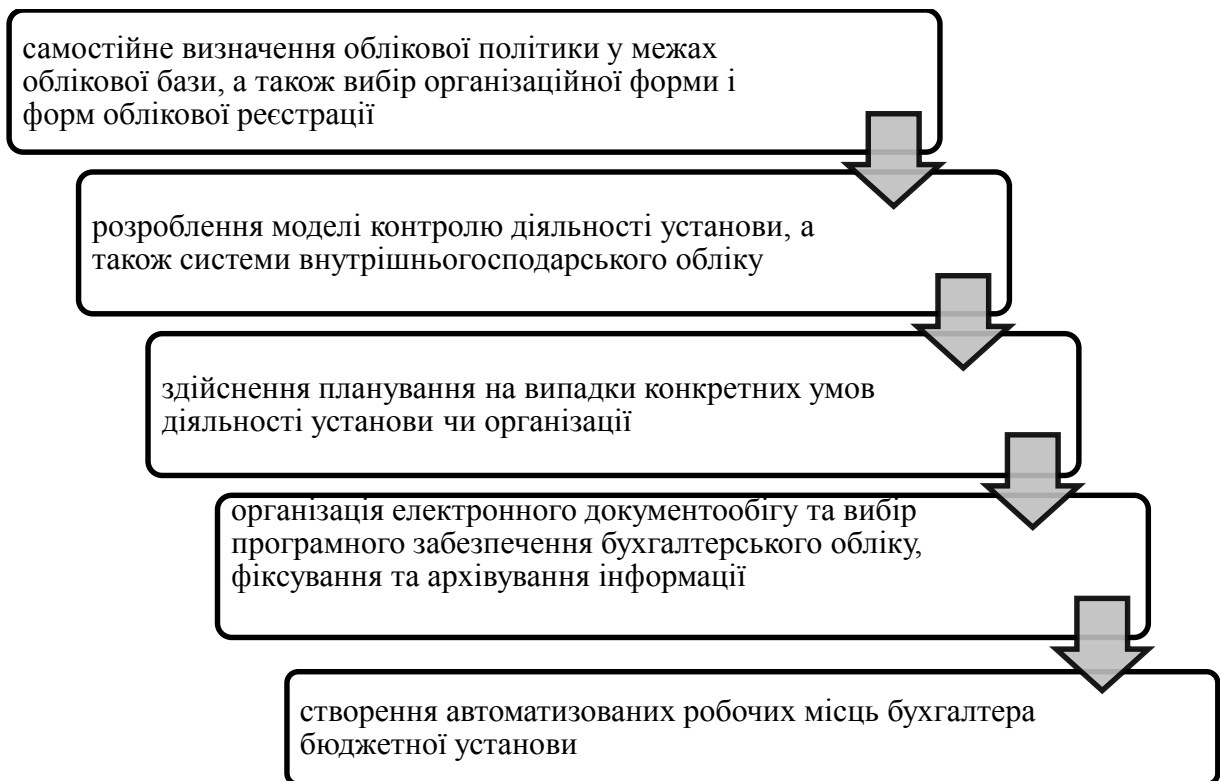 самостійне визначення облікової політики у межах
облікової бази, а також вибір організаційної форми і
форм облікової реєстрації
розроблення моделі контролю діяльності установи, а
також системи внутрішньогосподарського обліку
здійснення планування на випадки конкретних умов
діяльності установи чи організації
організація електронного документообігу та вибір
програмного забезпечення бухгалтерського обліку,
фіксування та архівування інформації
створення автоматизованих робочих місць бухгалтера
бюджетної установи